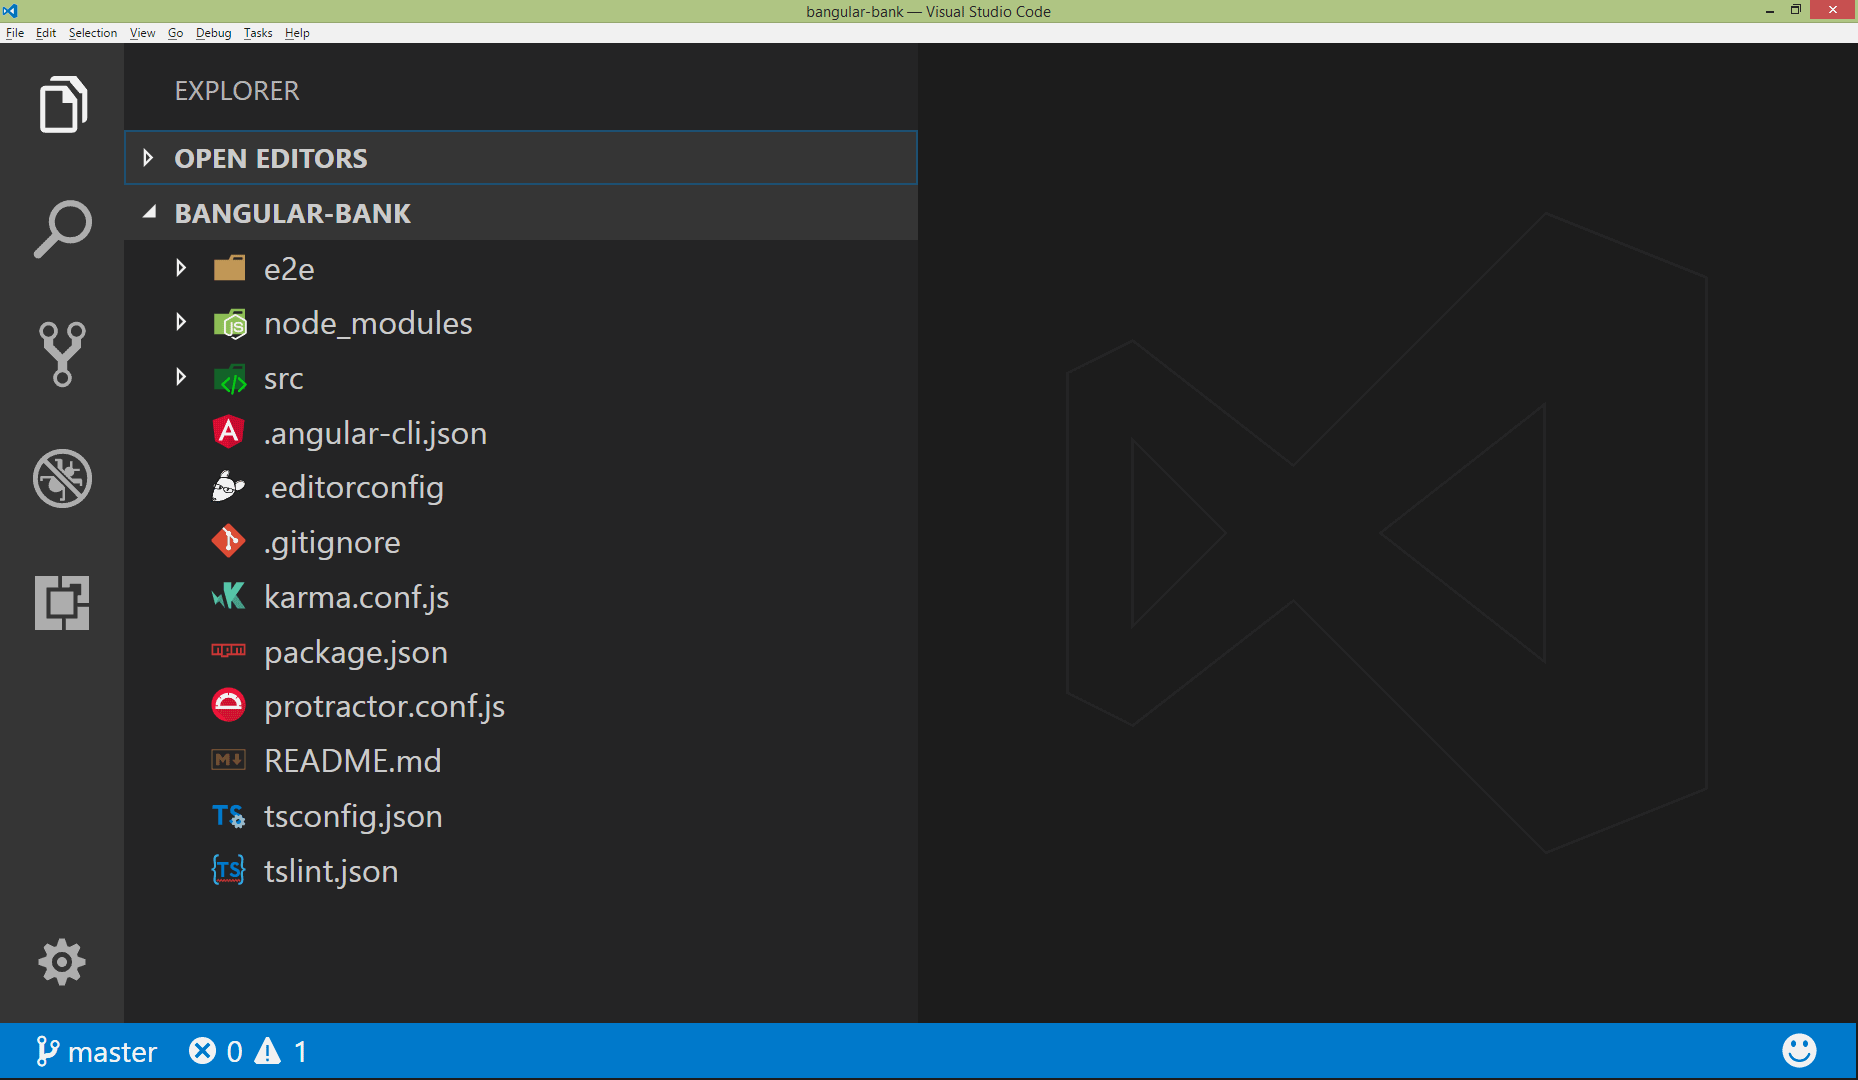 bangular-bank — Visual Studio Code
File Edit Selection View Go Debug Tasks Help
EXPLORER
OPEN EDITORS
BANGULAR-BANK
e2e
node_modules
src
.angular-cli.json
.editorconfig
.gitignore
karma.conf.js
package.json
protractor.conf.js
README.md
tsconfig.json
tslint.json
master 0 1